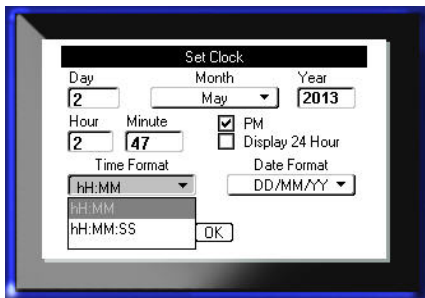 Set Clock
Day Month Year
2 May 2013
Hour Minute PM
2 47 Display 24 Hour
Time Format Date Format
hH:MM DD/MM/YY
hH:MM
hH:MM:SS
OK